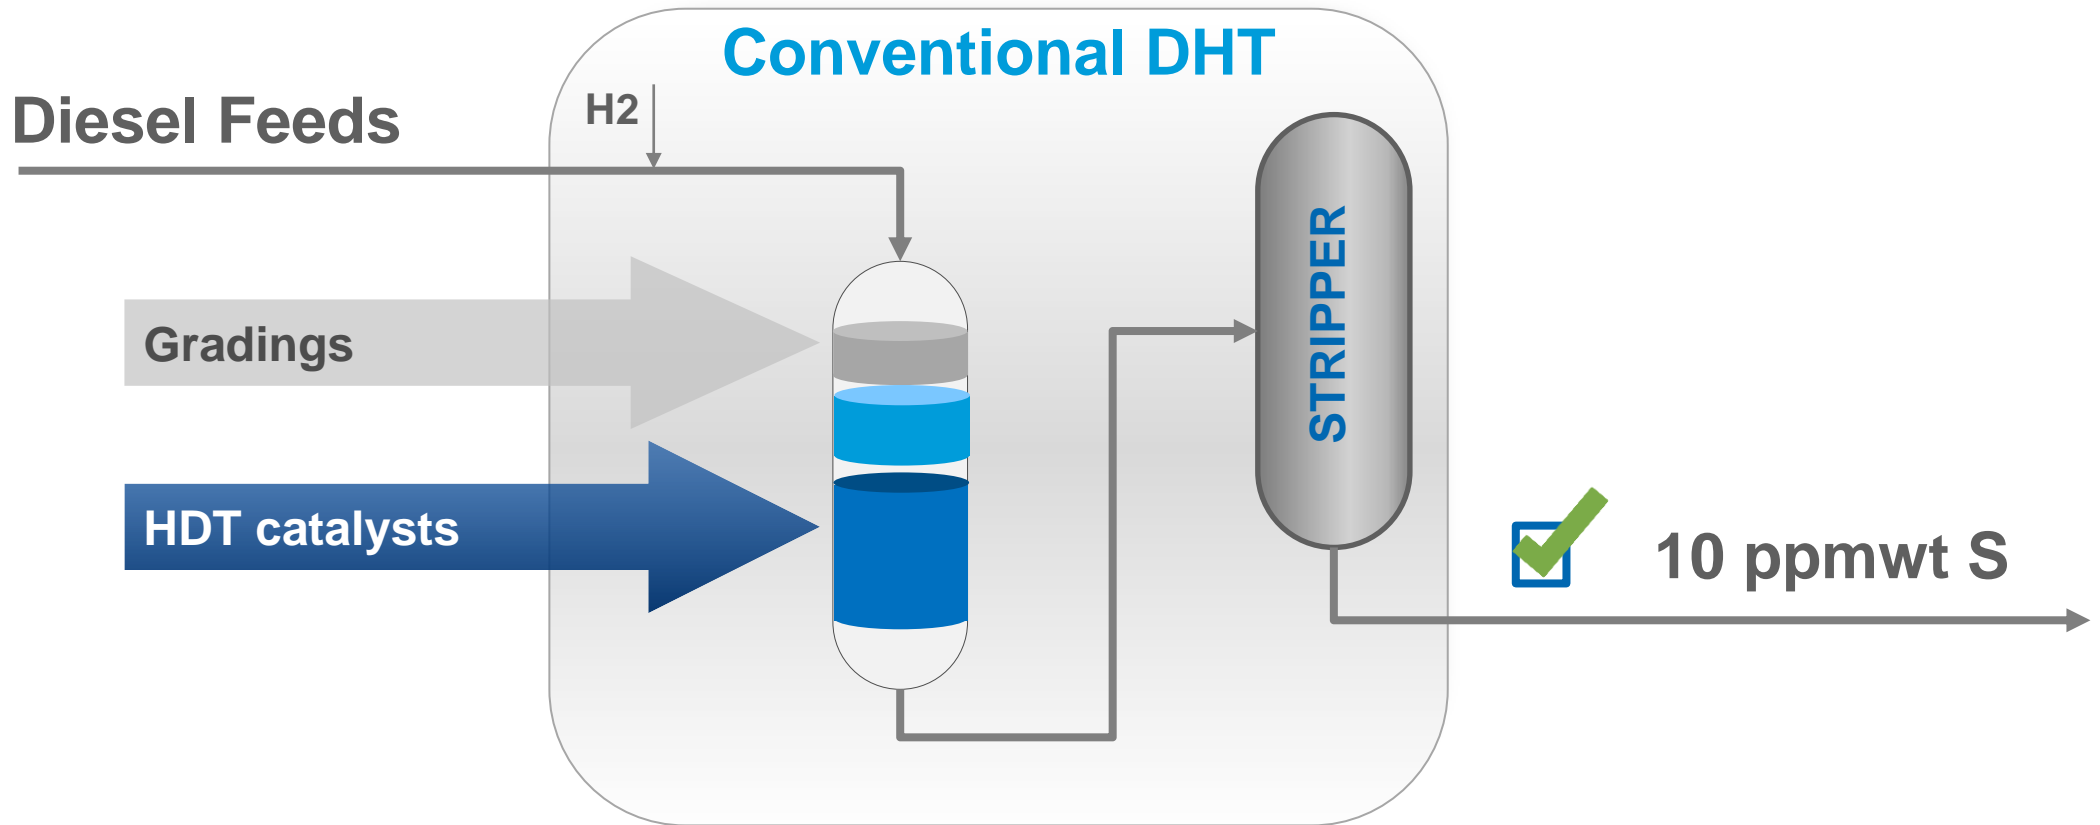 Conventional DHT
Diesel Feeds
H2
Gradings
STRIPPER
HDT catalysts
10 ppmwt S